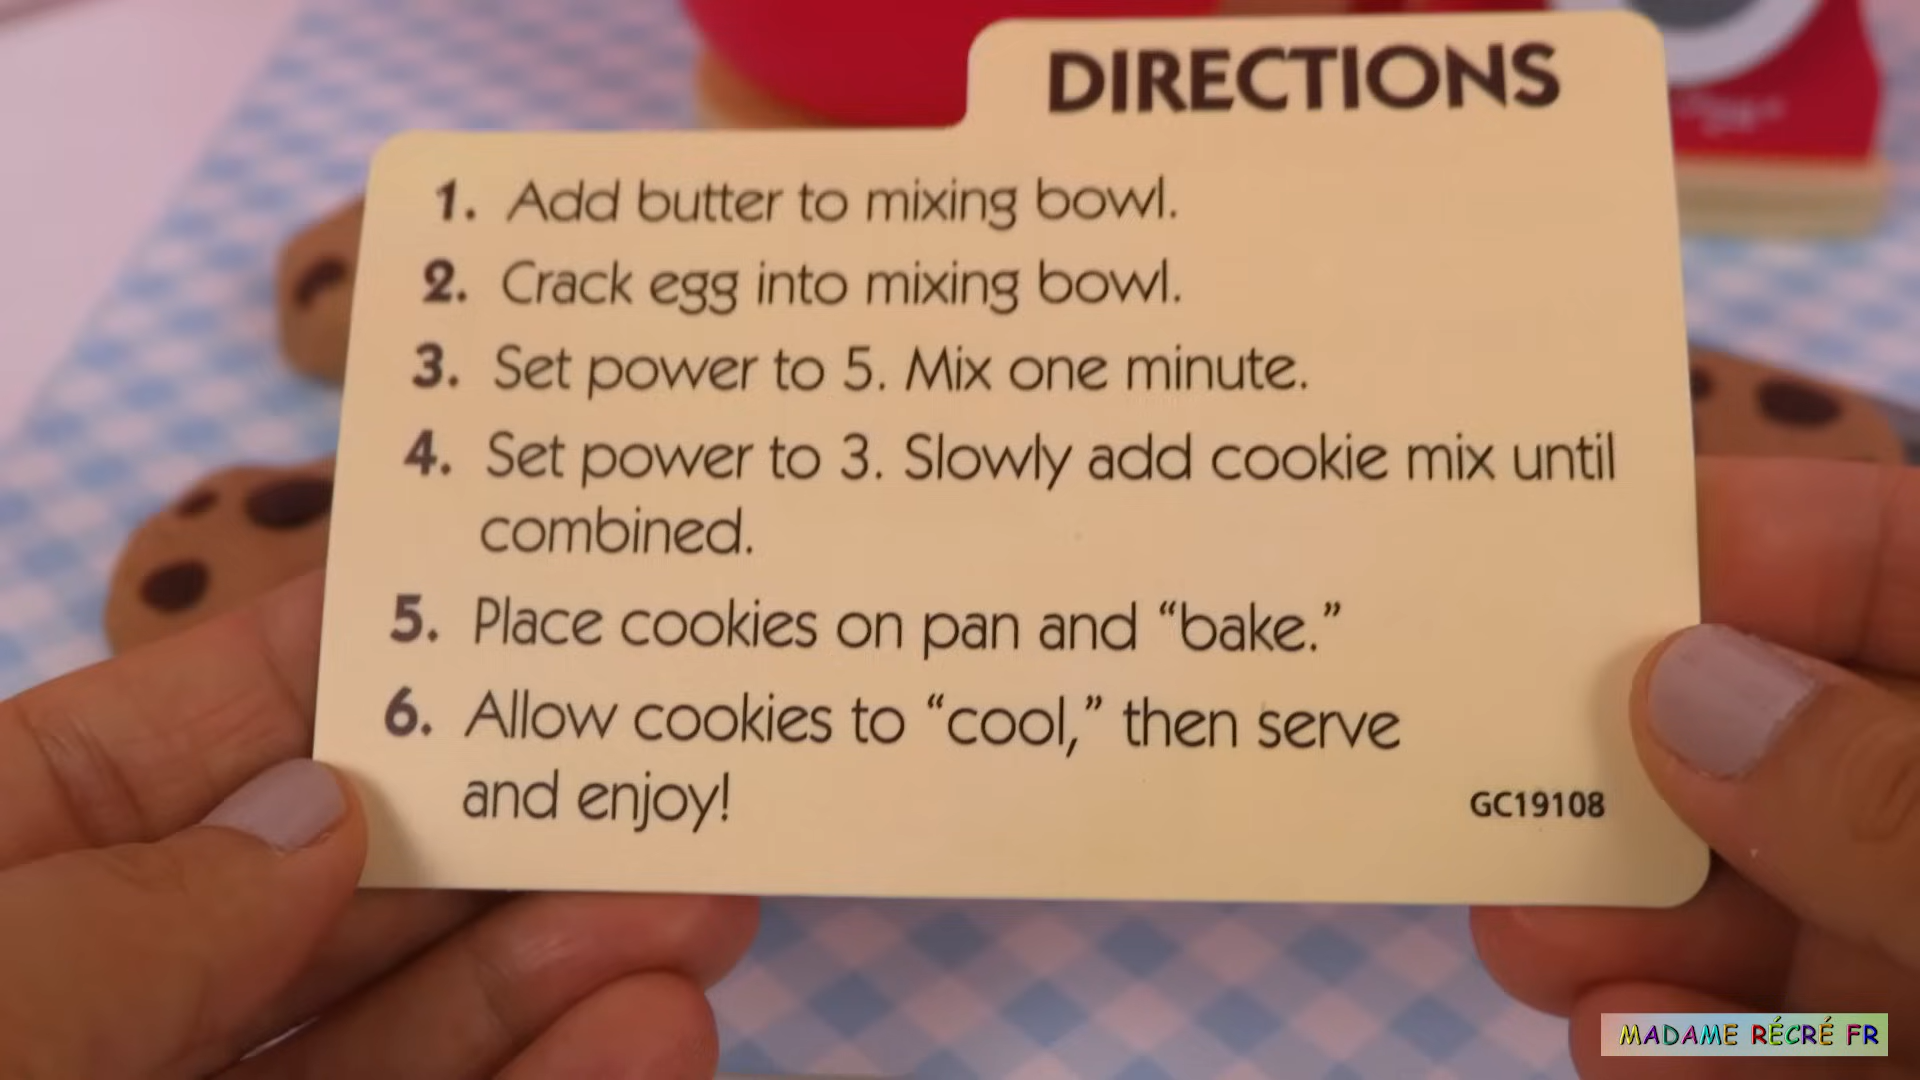 DIRECTIONS
1. Add butter to mixing bowl.
2. Crack egg into mixing bowl.
3. Set power to 5. Mix one minute.
4. Set power to 3. Slowly add cookie mix until
combined.
5. Place cookies on pan and “bake.”
6. Allow cookies to “cool,” then serve
and enjoy!
GC19108
MADAME RÉCRÉ FR